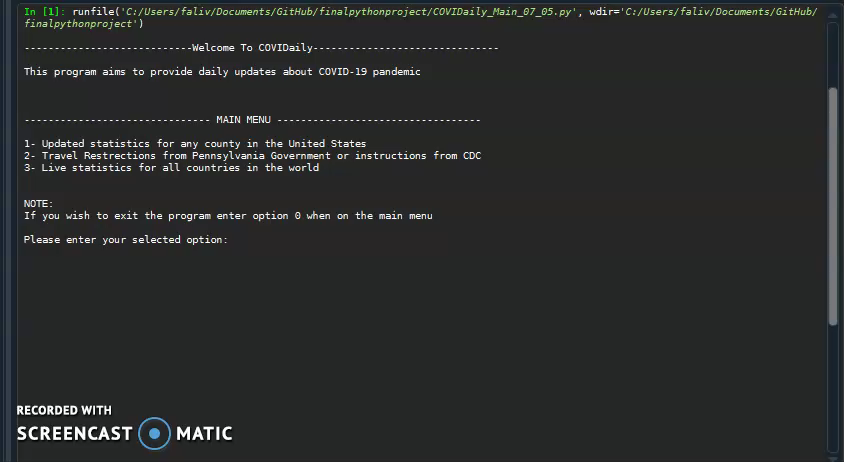 In [1]: runfile('C:/Users/faliv/Documents/GitHub/finalpythonproject/COVIDaily_Main_07_05.py', wdir='C:/Users/faliv/Documents/GitHub/
finalpythonproject')
----------------------------Welcome To COVIDaily-------------------------------
This program aims to provide daily updates about COVID-19 pandemic
------------------------------- MAIN MENU ----------------------------------
1- Updated statistics for any county in the United States
2- Travel Restrections from Pennsylvania Government or instructions from CDC
3- Live statistics for all countries in the world
NOTE:
If you wish to exit the program enter option 0 when on the main menu
Please enter your selected option:
RECORDED WITH
SCREENCAST MATIC